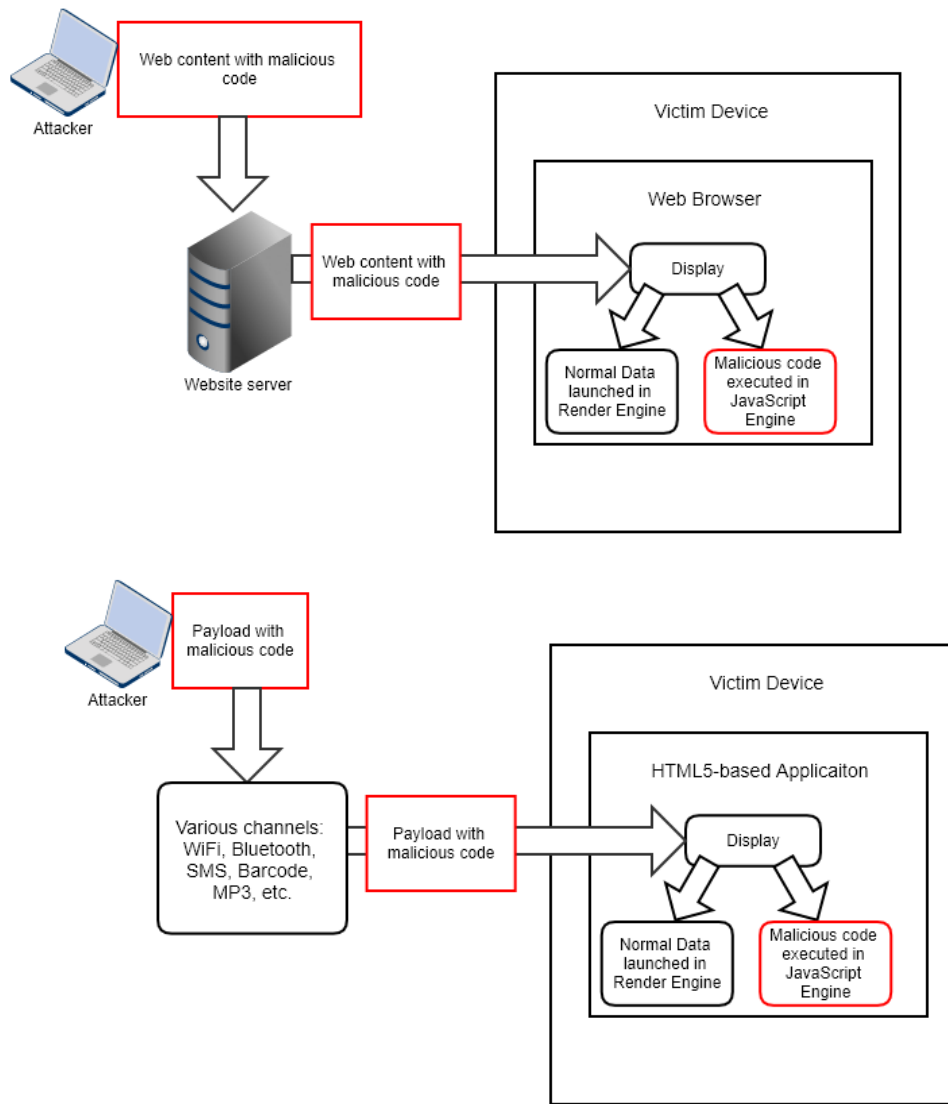 Web content with malicious
code
Attacker
Victim Device
Web Browser
Web content with
malicious code
Display
Normal Data
launched in
Render Engine
Malicious code
executed in
JavaScript
Engine
Website server
Payload with
malicious code
Attacker
Victim Device
HTML5-based Applicaiton
Various channels:
WiFi, Bluetooth,
SMS, Barcode,
MP3, etc.
Payload with
malicious code
Display
Normal Data
launched in
Render Engine
Malicious code
executed in
JavaScript
Engine